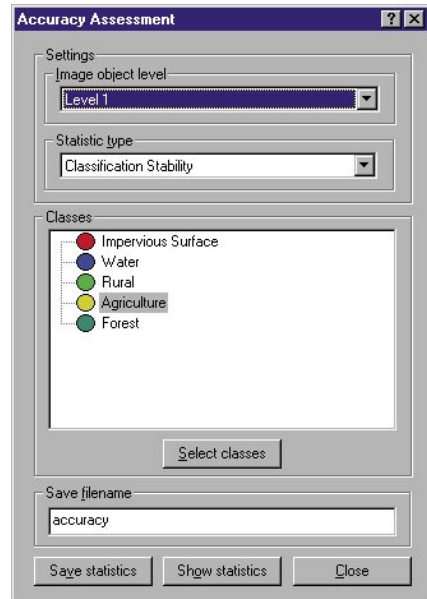 Accuracy Assessment
Settings
Image object level
Level 1
Statistic type
Classification Stability
Classes
Impervious Surface
Water
Rural
Agriculture
Forest
Select classes
Save filename
accuracy
Save statistics Show statistics Close